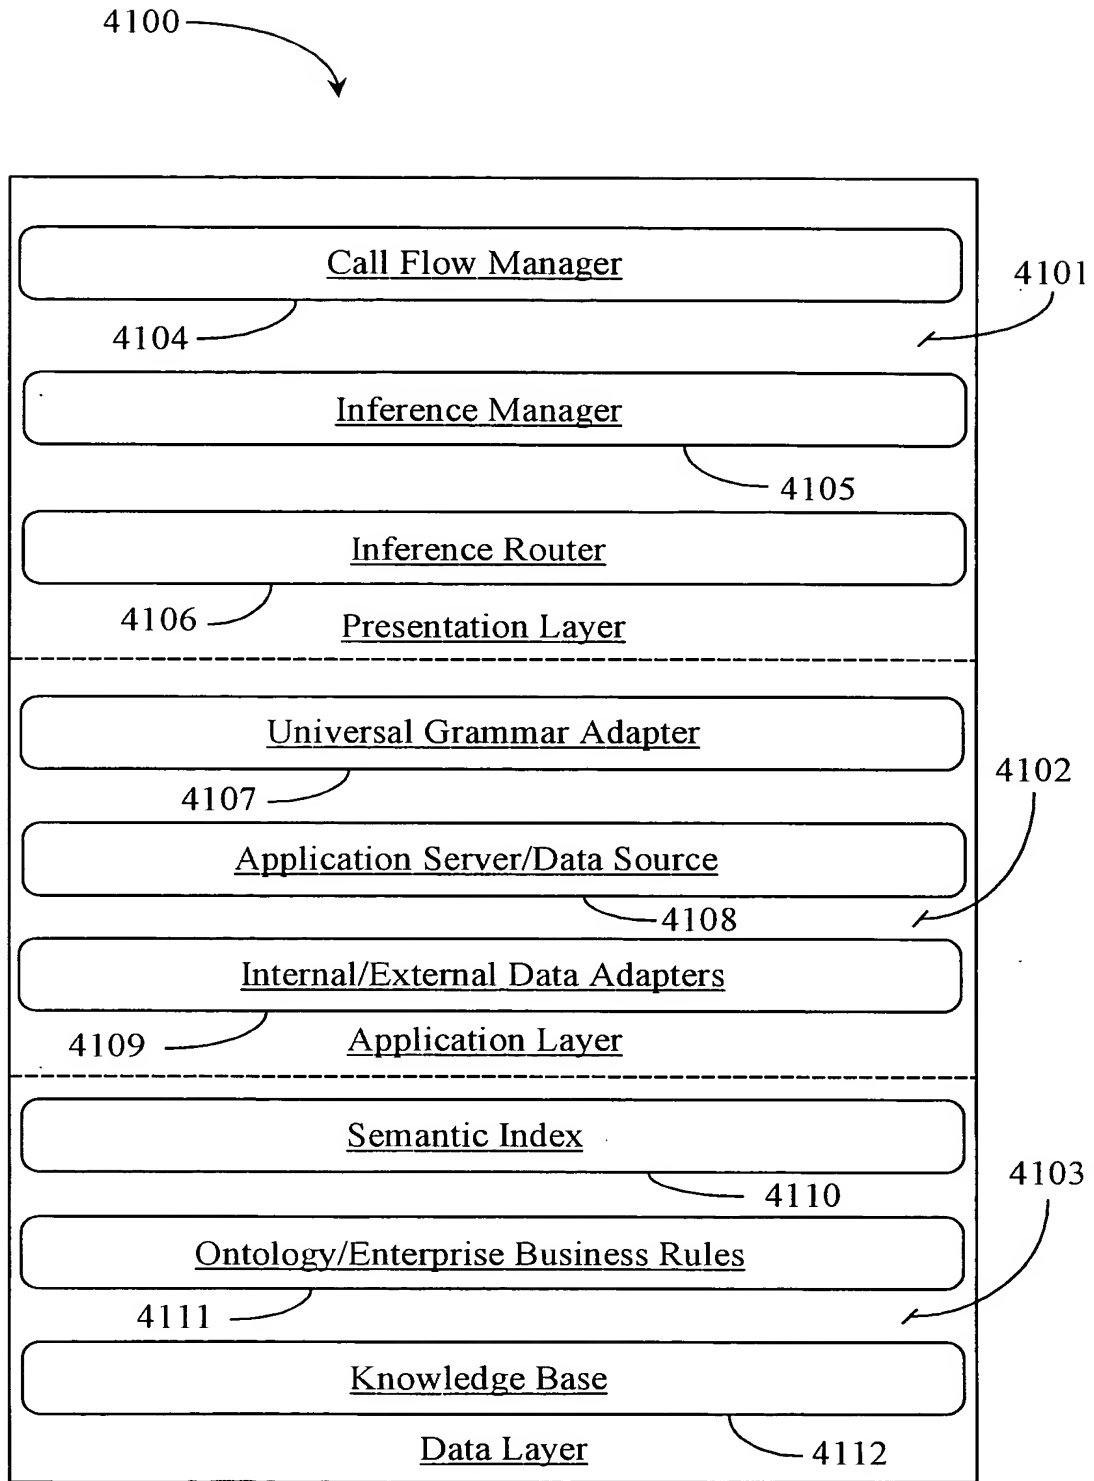 4100
Call Flow Manager
4101
4104
Inference Manager
4105
Inference Router
4106
Presentation Layer
Universal Grammar Adapter
4102
4107
Application Server/Data Source
4108
Internal/External Data Adapters
4109
Application Layer
Semantic Index
4103
4110
Ontology/Enterprise Business Rules
4111
Knowledge Base
Data Layer
4112